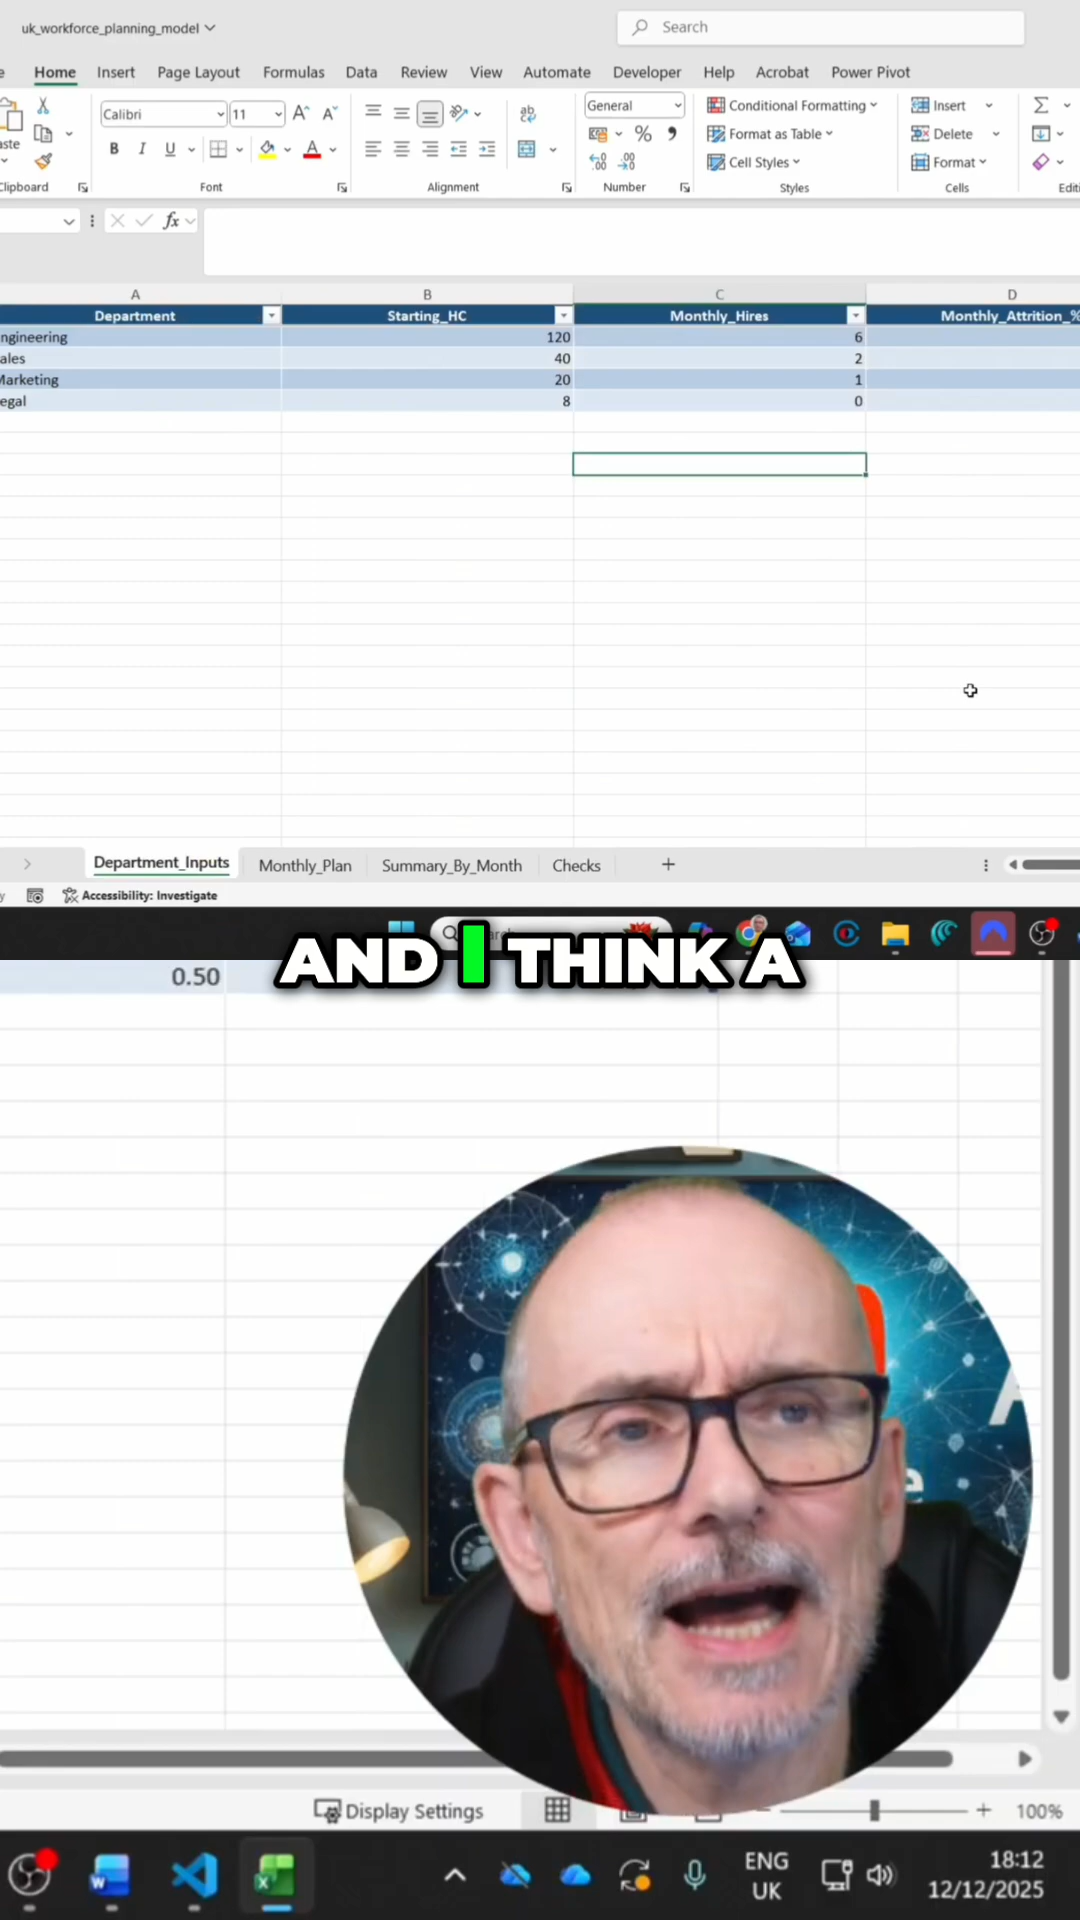 uk_workforce_planning_model
Search
Home Insert Page Layout Formulas Data Review View Automate Developer Help Acrobat Power Pivot
Calibri 11 General Conditional Formatting Insert
B I U % Format as Table Delete
Cell Styles Format
Font Alignment Number Styles Cells
fx
A B C D
Department Starting_HC Monthly_Hires Monthly_Attrition_%
ngineering 120 6
ales 40 2
Marketing 20 1
egal 8 0
Department_Inputs Monthly_Plan Summary_By_Month Checks
Accessibility: Investigate
AND I THINK A
0.50
Display Settings 100%
ENG 18:12
UK 12/12/2025